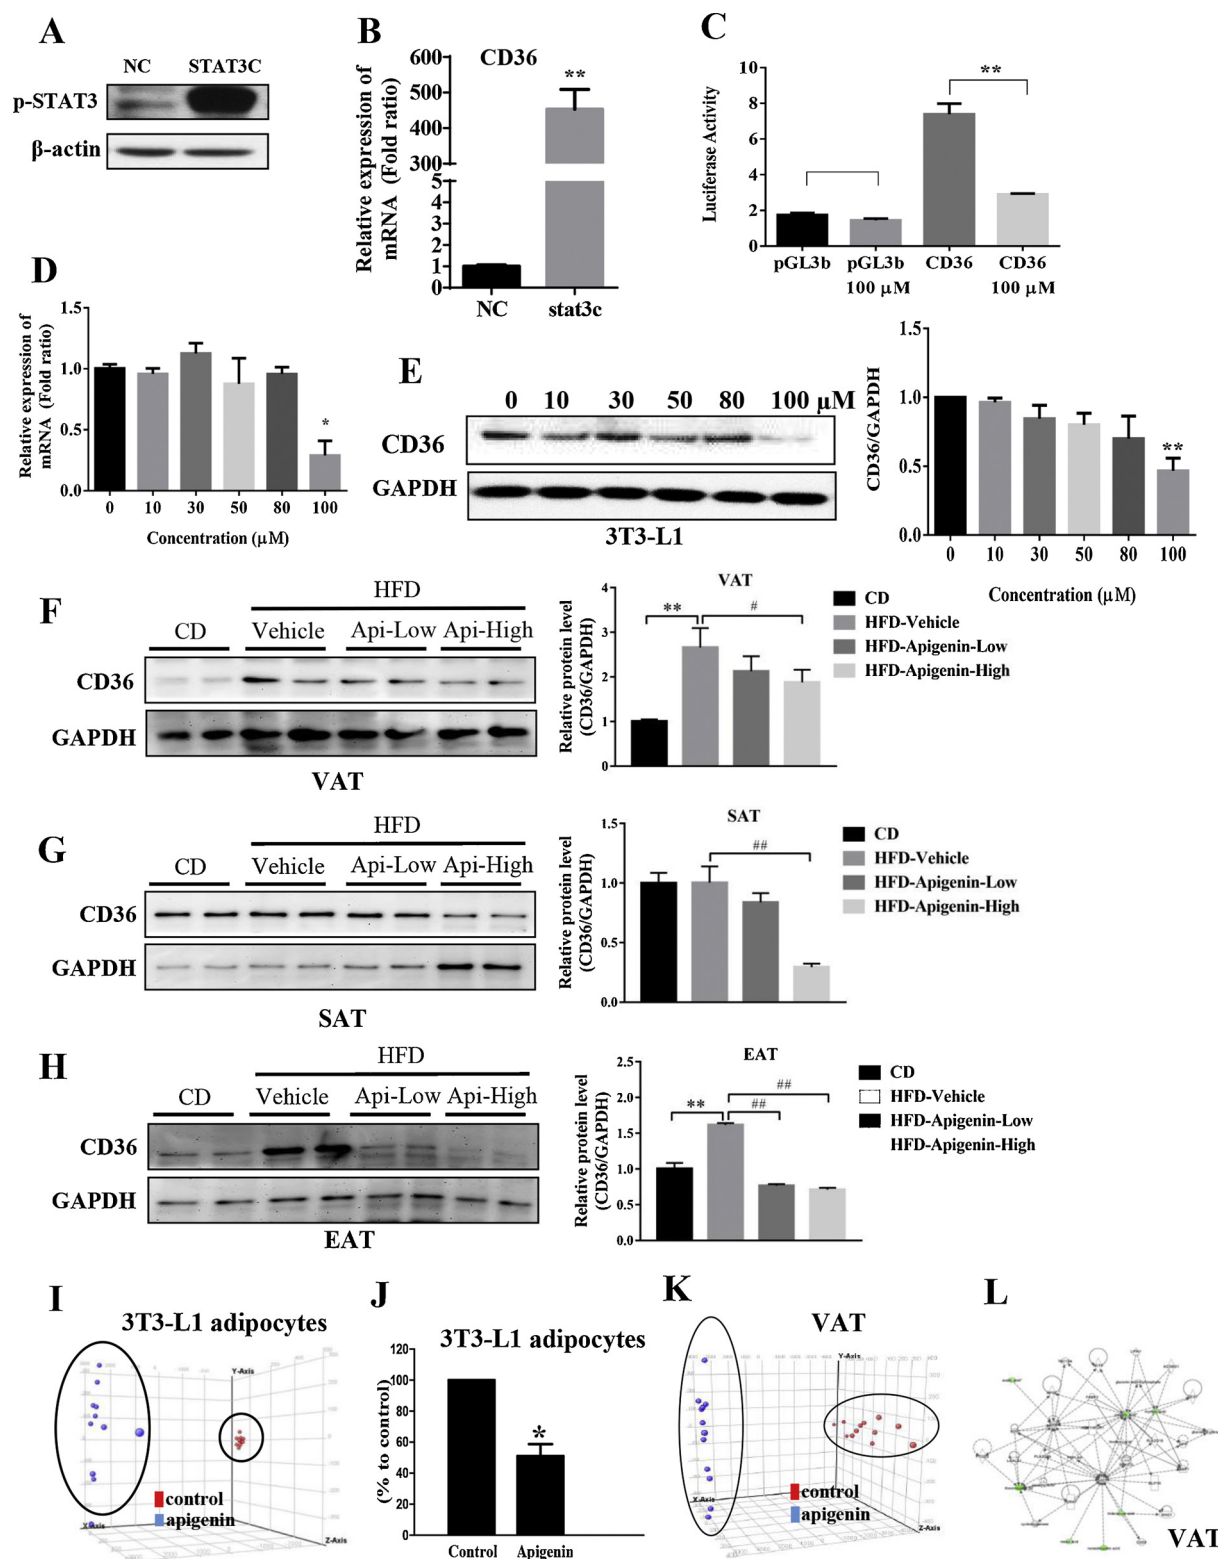 A
NC STAT3C
p-STAT3
β-actin
B
CD36
**
Relative expression of
mRNA (Fold ratio)
600
500
400
300
5
4
3
2
1
0
NC stat3c
C
**
Luciferase Activity
10
8
6
4
2
0
pGL3b pGL3b CD36 CD36
100 μM 100 μM
D
Relative expression of
mRNA (Fold ratio)
1.5
1.0
0.5
0.0
*
0 10 30 50 80 100
Concentration (μM)
E
0 10 30 50 80 100 μM
CD36
GAPDH
3T3-L1
CD36/GAPDH
1.5
1.0
0.5
0.0
**
0 10 30 50 80 100
Concentration (μM)
F
HFD
CD Vehicle Api-Low Api-High
CD36
GAPDH
VAT
VAT
Relative protein level
(CD36/GAPDH)
4
3
2
1
0
** #
CD
HFD-Vehicle
HFD-Apigenin-Low
HFD-Apigenin-High
G
HFD
CD Vehicle Api-Low Api-High
CD36
GAPDH
SAT
SAT
Relative protein level
(CD36/GAPDH)
1.5
1.0
0.5
0.0
##
CD
HFD-Vehicle
HFD-Apigenin-Low
HFD-Apigenin-High
H
HFD
CD Vehicle Api-Low Api-High
CD36
GAPDH
EAT
EAT
Relative protein level
(CD36/GAPDH)
2.5
2.0
1.5
1.0
0.5
0.0
** ## ##
CD
HFD-Vehicle
HFD-Apigenin-Low
HFD-Apigenin-High
I
3T3-L1 adipocytes
Y-Axis
X-Axis
Z-Axis
control
apigenin
J
3T3-L1 adipocytes
(% to control)
120
100
80
60
40
20
0
*
Control Apigenin
K
VAT
Y-Axis
X-Axis
Z-Axis
control
apigenin
L
VAT